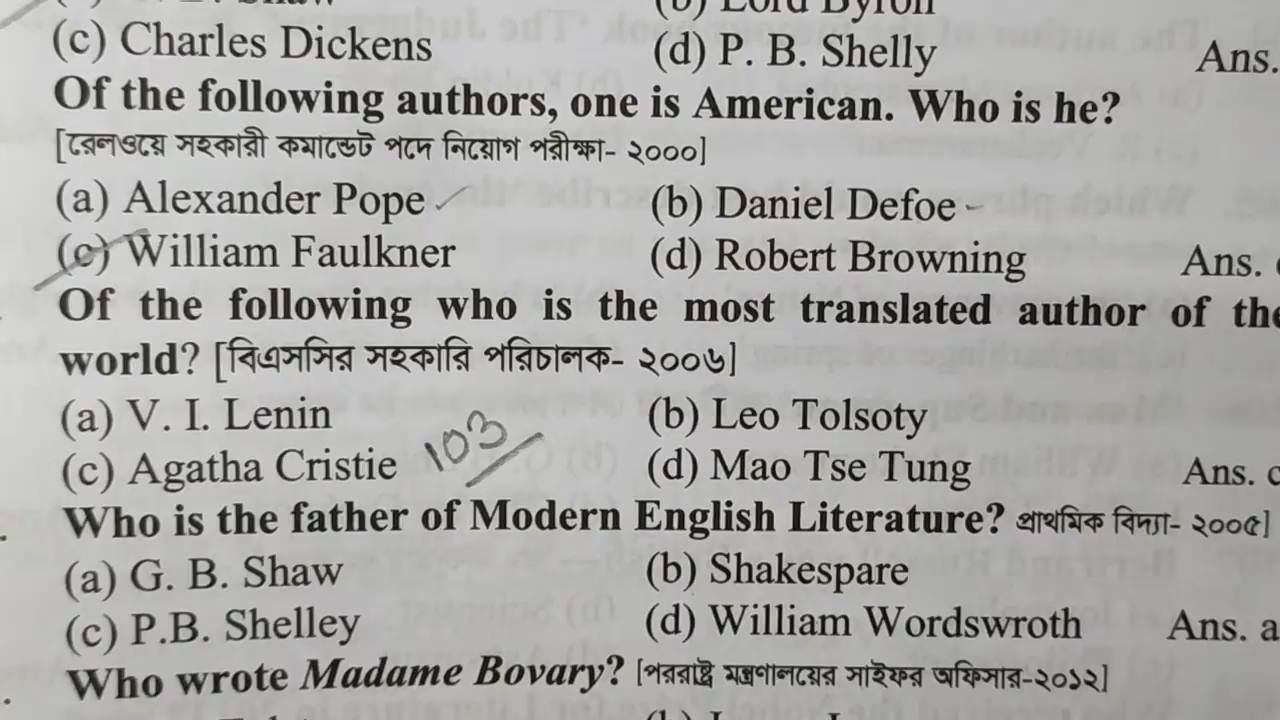 (b) Lord Byron
(c) Charles Dickens (d) P. B. Shelly Ans.
Of the following authors, one is American. Who is he?
[রেলওয়ে সহকারী কমান্ডেন্ট পদে নিয়োগ পরীক্ষা- ২০০০]
(a) Alexander Pope (b) Daniel Defoe
(c) William Faulkner (d) Robert Browning Ans.
Of the following who is the most translated author of the
world? [বিএসসির সহকারি পরিচালক- ২০০৬]
(a) V. I. Lenin (b) Leo Tolsoty
(c) Agatha Cristie 103 (d) Mao Tse Tung Ans. c
Who is the father of Modern English Literature? প্রাথমিক বিদ্যা- ২০০৫]
(a) G. B. Shaw (b) Shakespare
(c) P.B. Shelley (d) William Wordswroth Ans. a
Who wrote Madame Bovary? [পররাষ্ট্র মন্ত্রণালয়ের সাইফর অফিসার-২০১২]